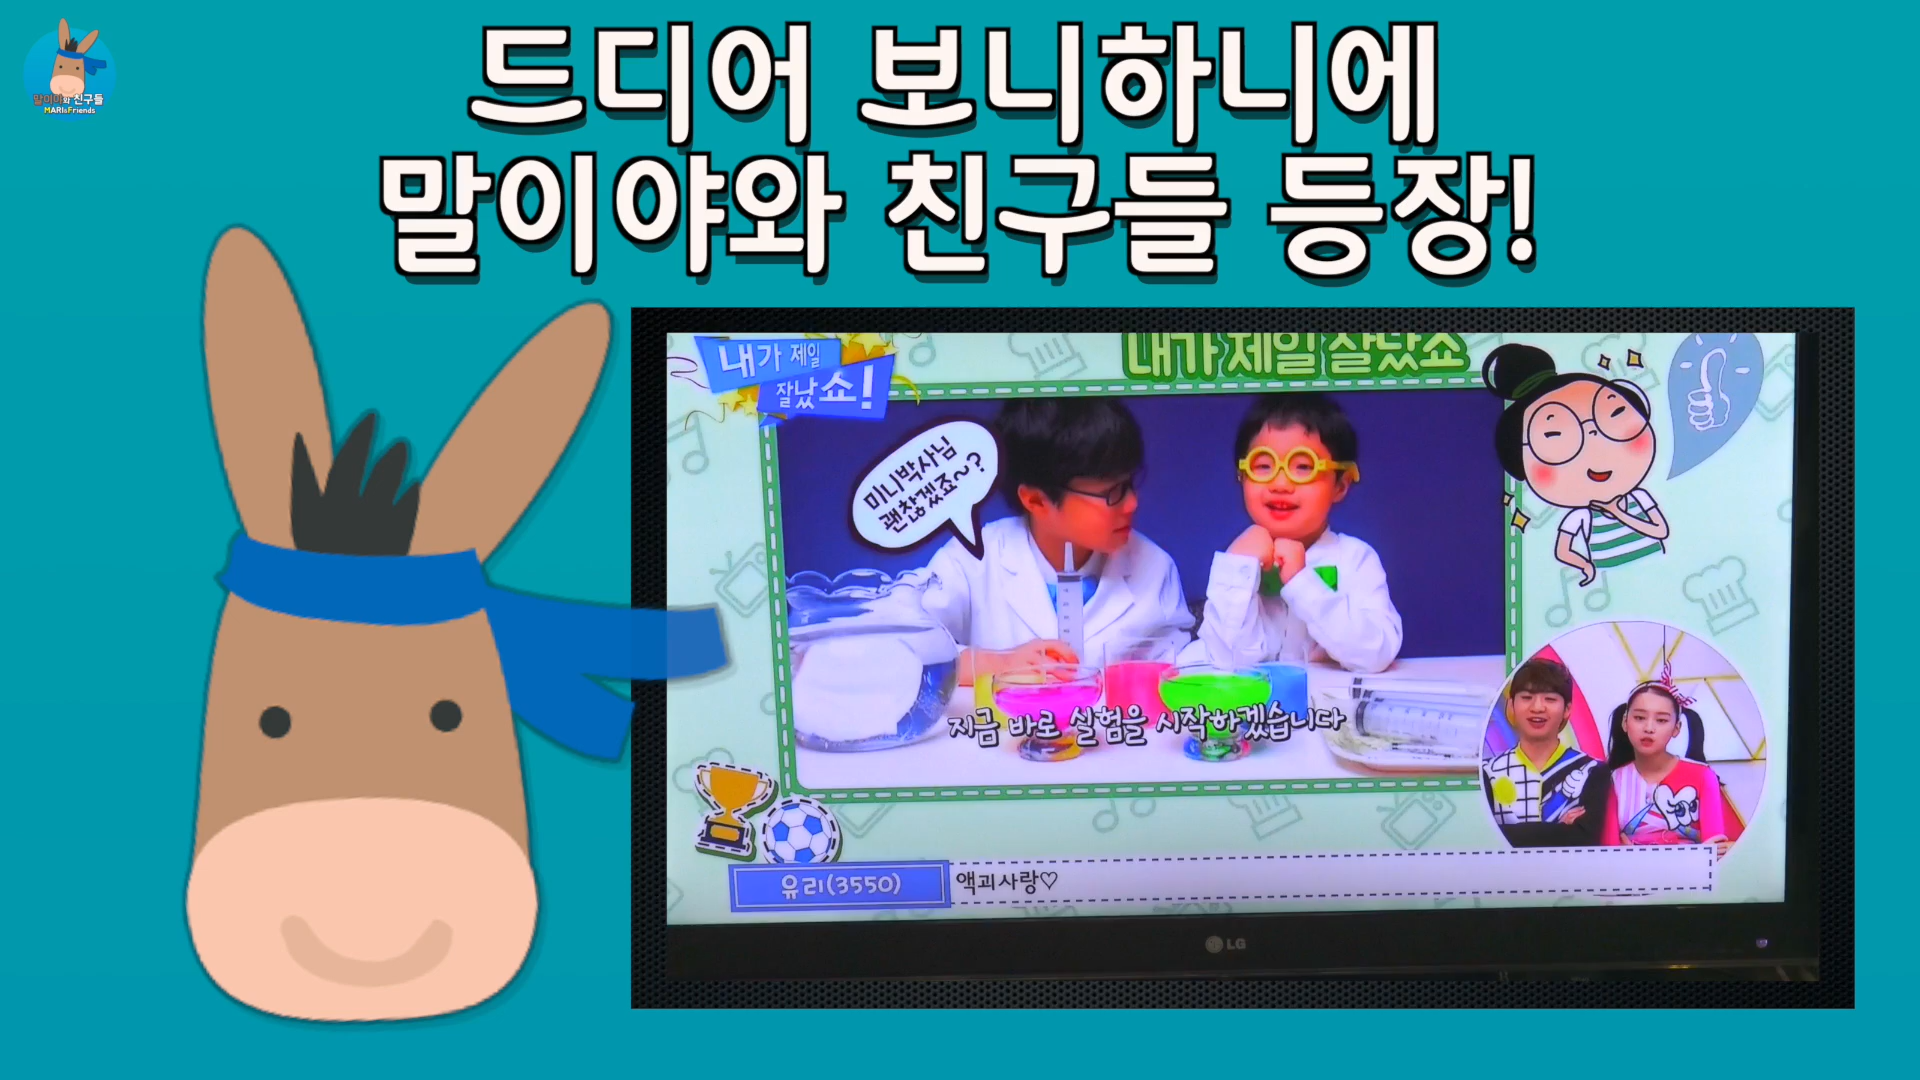 드디어 보니하니에
말이야와 친구들 등장!
말이야와 친구들
MARI&Friends
내가 제일
잘났쇼!
내가 제일 잘났쇼
미니박사님
괜찮겠죠~?
지금 바로 실험을 시작하겠습니다
유리(3550)
액괴사랑♡
LG